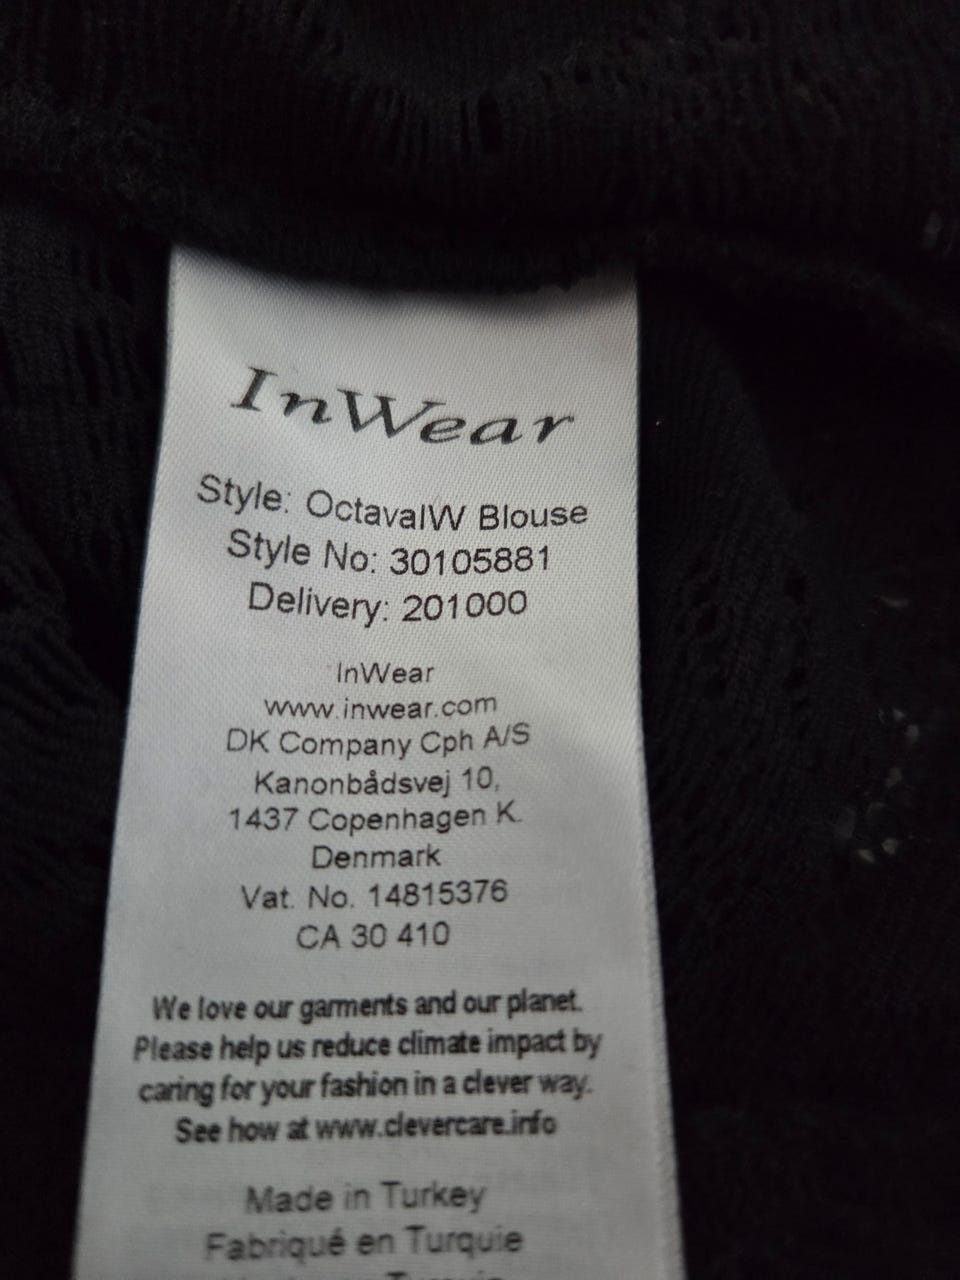 InWear
Style: OctavaIW Blouse
Style No: 30105881
Delivery: 201000
InWear
www.inwear.com
DK Company Cph A/S
Kanonbådsvej 10,
1437 Copenhagen K.
Denmark
Vat. No. 14815376
CA 30 410
We love our garments and our planet.
Please help us reduce climate impact by
caring for your fashion in a clever way.
See how at www.clevercare.info
Made in Turkey
Fabriqué en Turquie